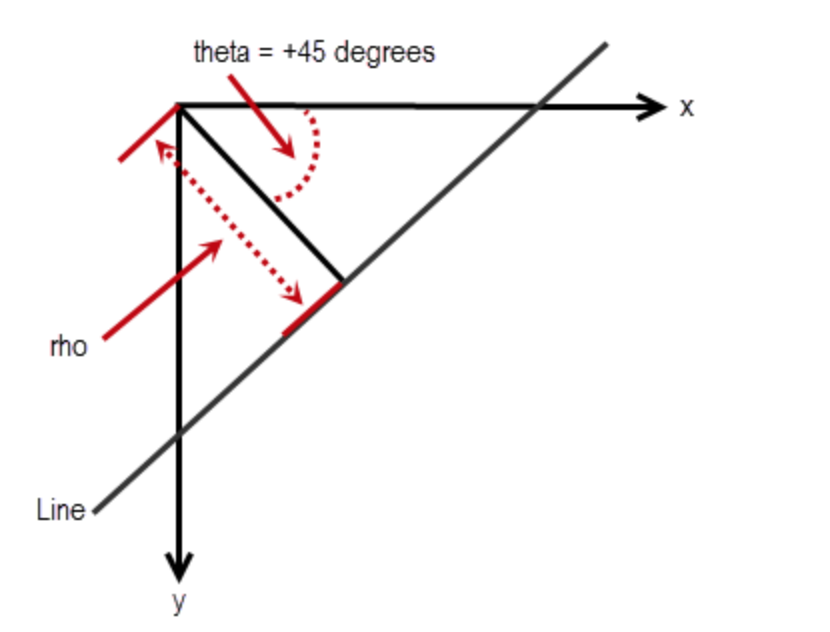 theta = +45 degrees
x
rho
Line
y